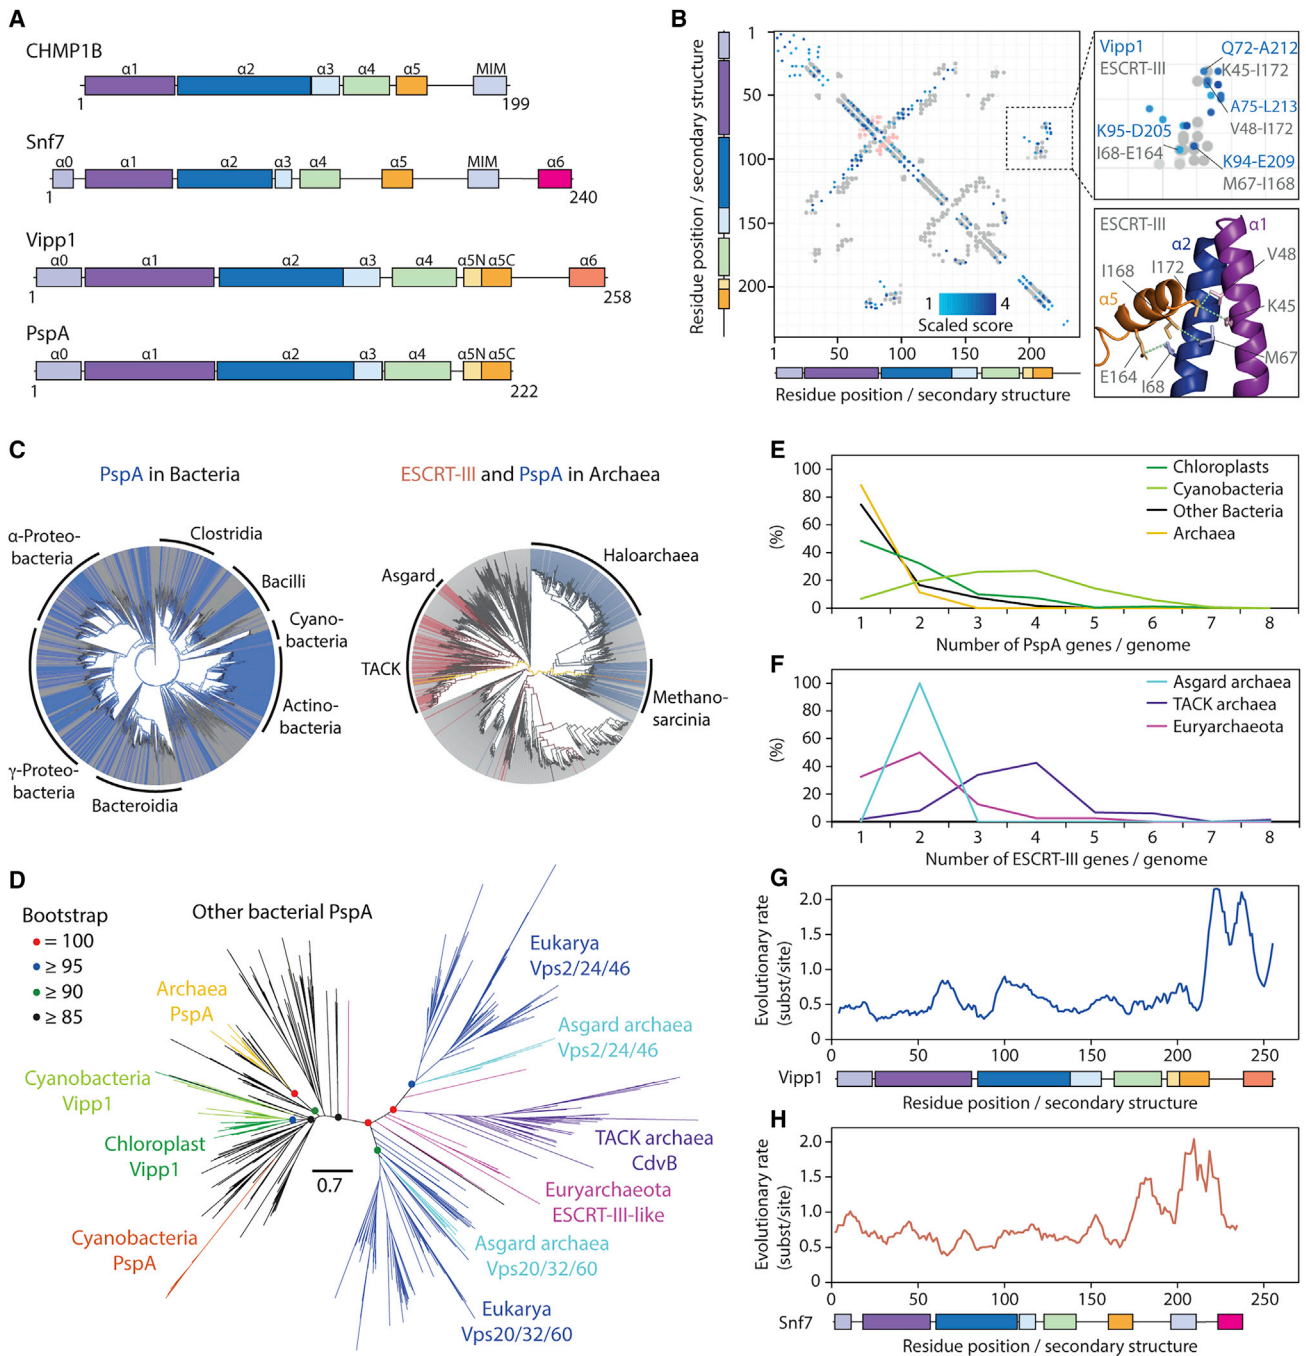 A
CHMP1B
α1
α2
α3
α4
α5
MIM
1
199
Snf7
α0
α1
α2
α3
α4
α5
MIM
α6
1
240
Vipp1
α0
α1
α2
α3
α4
α5N
α5C
α6
1
258
PspA
α0
α1
α2
α3
α4
α5N
α5C
1
222
B
Residue position / secondary structure
1
50
100
150
200
1
4
Scaled score
1
50
100
150
200
Residue position / secondary structure
Vipp1
ESCRT-III
Q72-A212
K45-I172
A75-L213
V48-I172
K95-D205
I68-E164
K94-E209
M67-I168
ESCRT-III
α1
α2
V48
I168
I172
α5
K45
M67
E164
I68
C
PspA in Bacteria
α-Proteo-
bacteria
Clostridia
Bacilli
Cyano-
bacteria
Actino-
bacteria
γ-Proteo-
bacteria
Bacteroidia
ESCRT-III and PspA in Archaea
Asgard
TACK
Haloarchaea
Methano-
sarcinia
D
Bootstrap
= 100
≥ 95
≥ 90
≥ 85
Other bacterial PspA
Archaea
PspA
Cyanobacteria
Vipp1
Chloroplast
Vipp1
Cyanobacteria
PspA
0.7
Eukarya
Vps2/24/46
Asgard archaea
Vps2/24/46
TACK archaea
CdvB
Euryarchaeota
ESCRT-III-like
Asgard archaea
Vps20/32/60
Eukarya
Vps20/32/60
E
(%)
100
80
60
40
20
0
Chloroplasts
Cyanobacteria
Other Bacteria
Archaea
1
2
3
4
5
6
7
8
Number of PspA genes / genome
F
(%)
100
80
60
40
20
0
Asgard archaea
TACK archaea
Euryarchaeota
1
2
3
4
5
6
7
8
Number of ESCRT-III genes / genome
G
Evolutionary rate
(subst/site)
2.0
1.5
1.0
0.5
0
0
50
100
150
200
250
Vipp1
Residue position / secondary structure
H
Evolutionary rate
(subst/site)
2.0
1.5
1.0
0.5
0
0
50
100
150
200
250
Snf7
Residue position / secondary structure